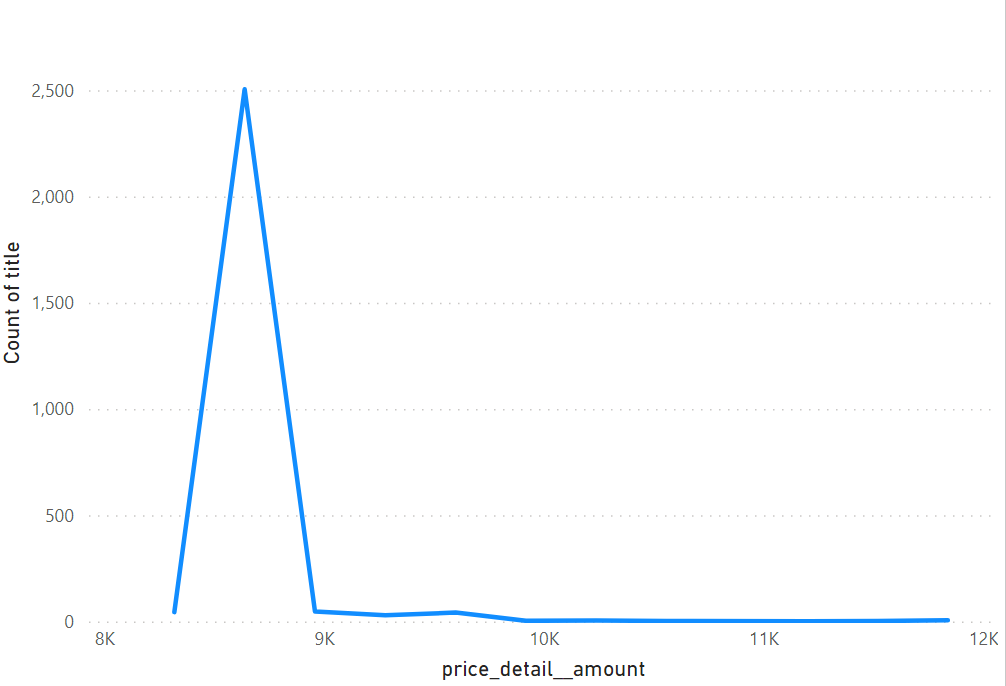 2,500
2,000
1,500
1,000
500
0
Count of title
8K 9K 10K 11K 12K
price_detail__amount